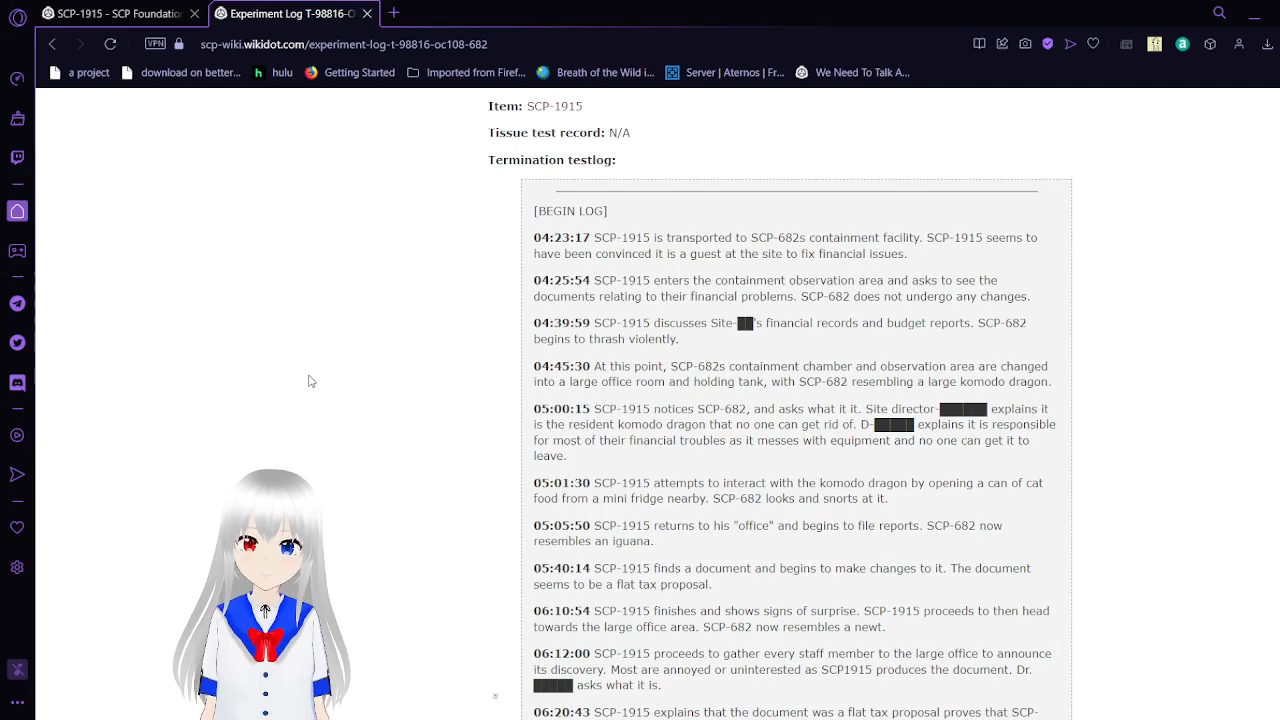 SCP-1915 - SCP Foundatio
Experiment Log T-98816-O
VPN
scp-wiki.wikidot.com/experiment-log-t-98816-oc108-682
a project
download on better...
hulu
Getting Started
Imported from Firef...
Breath of the Wild i...
Server | Aternos | Fr...
We Need To Talk A...
Item: SCP-1915
Tissue test record: N/A
Termination testlog:
[BEGIN LOG]
04:23:17 SCP-1915 is transported to SCP-682s containment facility. SCP-1915 seems to
have been convinced it is a guest at the site to fix financial issues.
04:25:54 SCP-1915 enters the containment observation area and asks to see the
documents relating to their financial problems. SCP-682 does not undergo any changes.
04:39:59 SCP-1915 discusses Site-██'s financial records and budget reports. SCP-682
begins to thrash violently.
04:45:30 At this point, SCP-682s containment chamber and observation area are changed
into a large office room and holding tank, with SCP-682 resembling a large komodo dragon.
05:00:15 SCP-1915 notices SCP-682, and asks what it it. Site director-██████ explains it
is the resident komodo dragon that no one can get rid of. D-█████ explains it is responsible
for most of their financial troubles as it messes with equipment and no one can get it to
leave.
05:01:30 SCP-1915 attempts to interact with the komodo dragon by opening a can of cat
food from a mini fridge nearby. SCP-682 looks and snorts at it.
05:05:50 SCP-1915 returns to his "office" and begins to file reports. SCP-682 now
resembles an iguana.
05:40:14 SCP-1915 finds a document and begins to make changes to it. The document
seems to be a flat tax proposal.
06:10:54 SCP-1915 finishes and shows signs of surprise. SCP-1915 proceeds to then head
towards the large office area. SCP-682 now resembles a newt.
06:12:00 SCP-1915 proceeds to gather every staff member to the large office to announce
its discovery. Most are annoyed or uninterested as SCP1915 produces the document. Dr.
█████ asks what it is.
06:20:43 SCP-1915 explains that the document was a flat tax proposal proves that SCP-